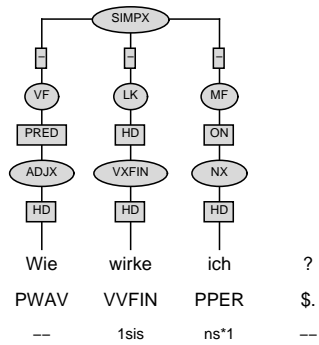 SIMPX
– – –
VF LK MF
PRED HD ON
ADJX VXFIN NX
HD HD HD
Wie wirke ich ?
PWAV VVFIN PPER $.
−− 1sis ns*1 −−